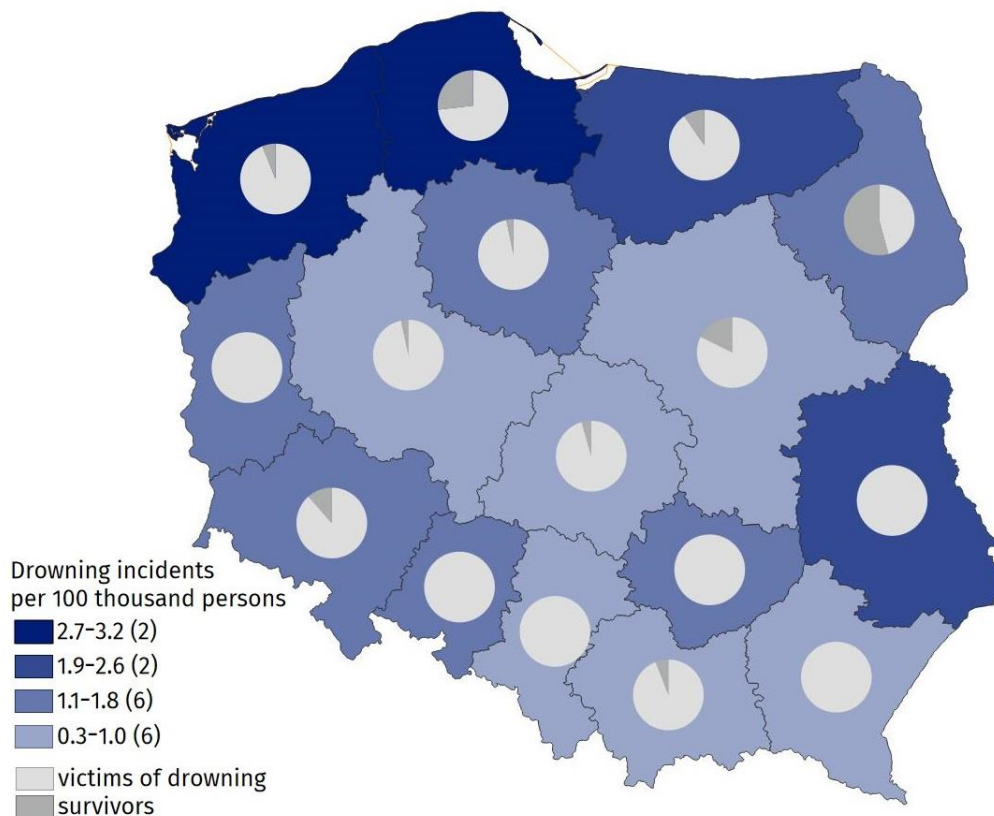 Drowning incidents
per 100 thousand persons
2.7–3.2 (2)
1.9–2.6 (2)
1.1–1.8 (6)
0.3–1.0 (6)
victims of drowning
survivors